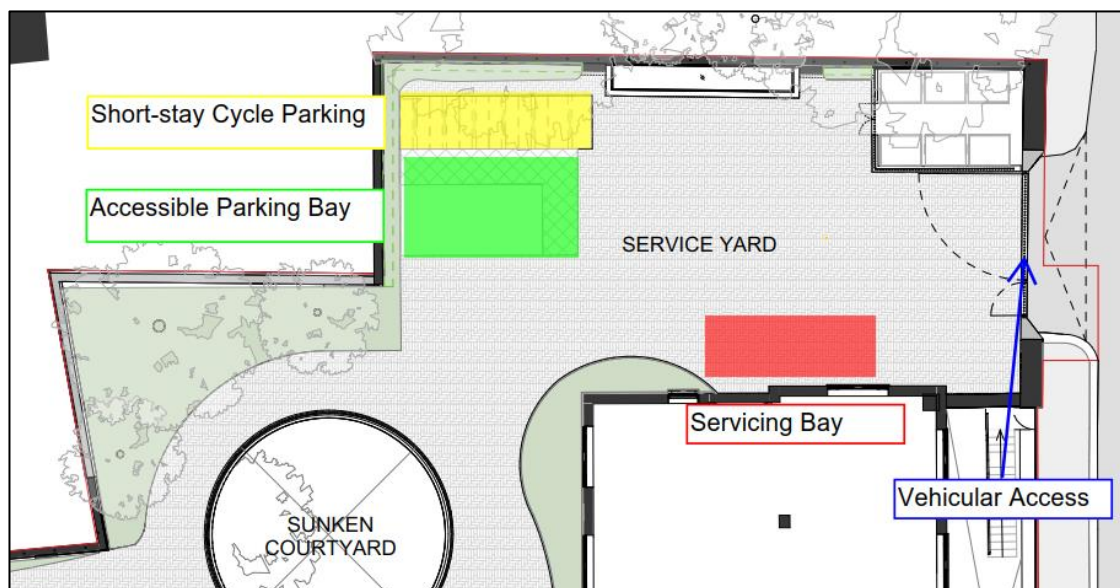 Short-stay Cycle Parking
Accessible Parking Bay
SERVICE YARD
Servicing Bay
Vehicular Access
SUNKEN
COURTYARD